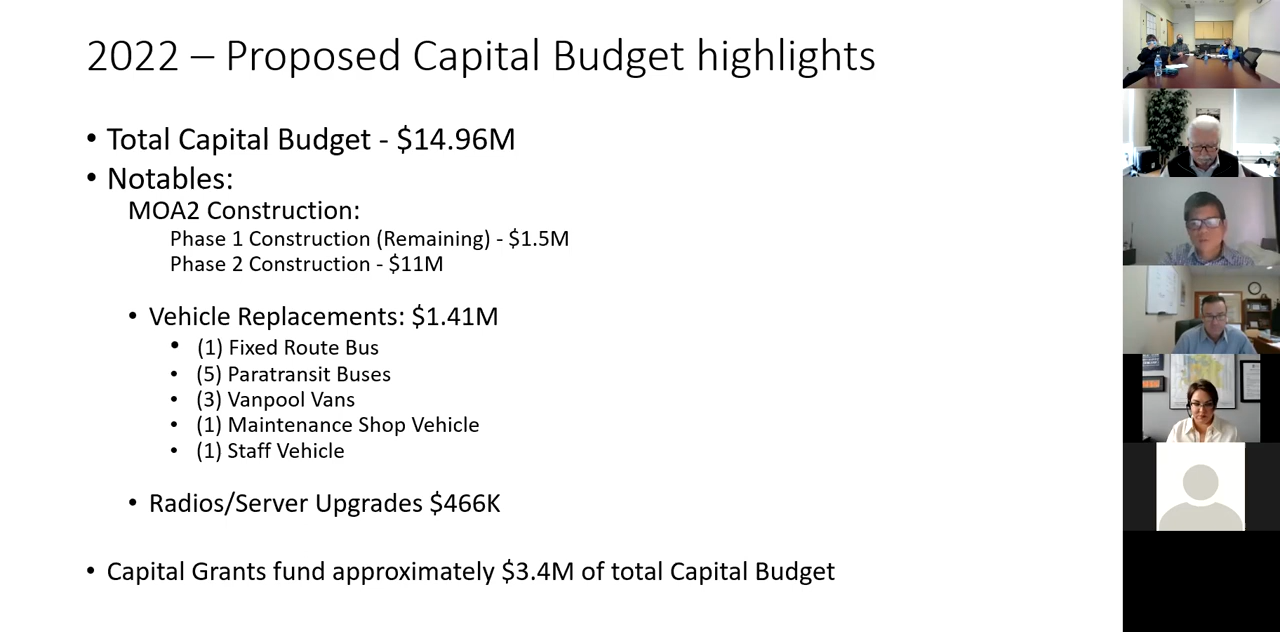 2022 – Proposed Capital Budget highlights
• Total Capital Budget - $14.96M
• Notables:
MOA2 Construction:
Phase 1 Construction (Remaining) - $1.5M
Phase 2 Construction - $11M
• Vehicle Replacements: $1.41M
• (1) Fixed Route Bus
• (5) Paratransit Buses
• (3) Vanpool Vans
• (1) Maintenance Shop Vehicle
• (1) Staff Vehicle
• Radios/Server Upgrades $466K
• Capital Grants fund approximately $3.4M of total Capital Budget